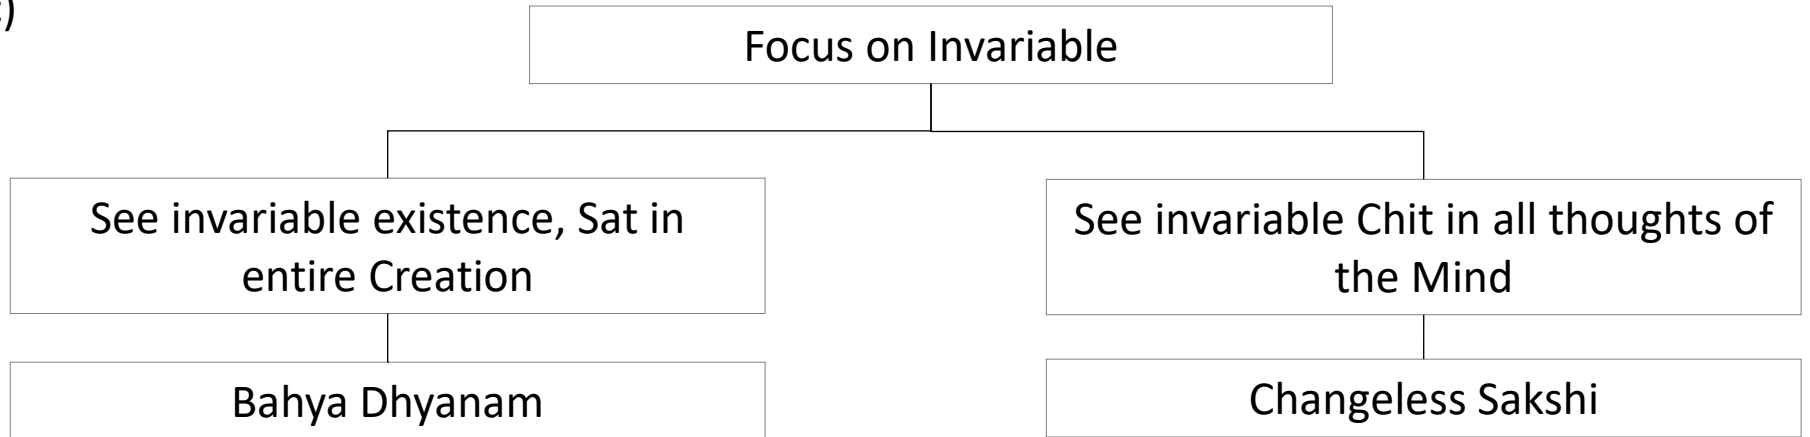 Focus on Invariable
See invariable existence, Sat in
entire Creation
See invariable Chit in all thoughts of
the Mind
Bahya Dhyanam
Changeless Sakshi